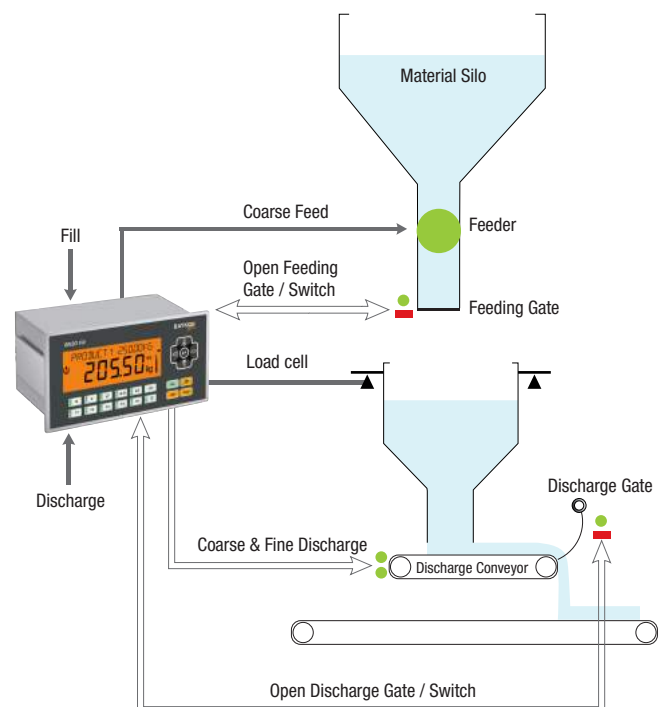 Material Silo
Coarse Feed
Feeder
Fill
Open Feeding
Gate / Switch
Feeding Gate
PRODUCT 1
205.50
kg
Load cell
Discharge
Discharge Gate
Coarse & Fine Discharge
Discharge Conveyor
Open Discharge Gate / Switch